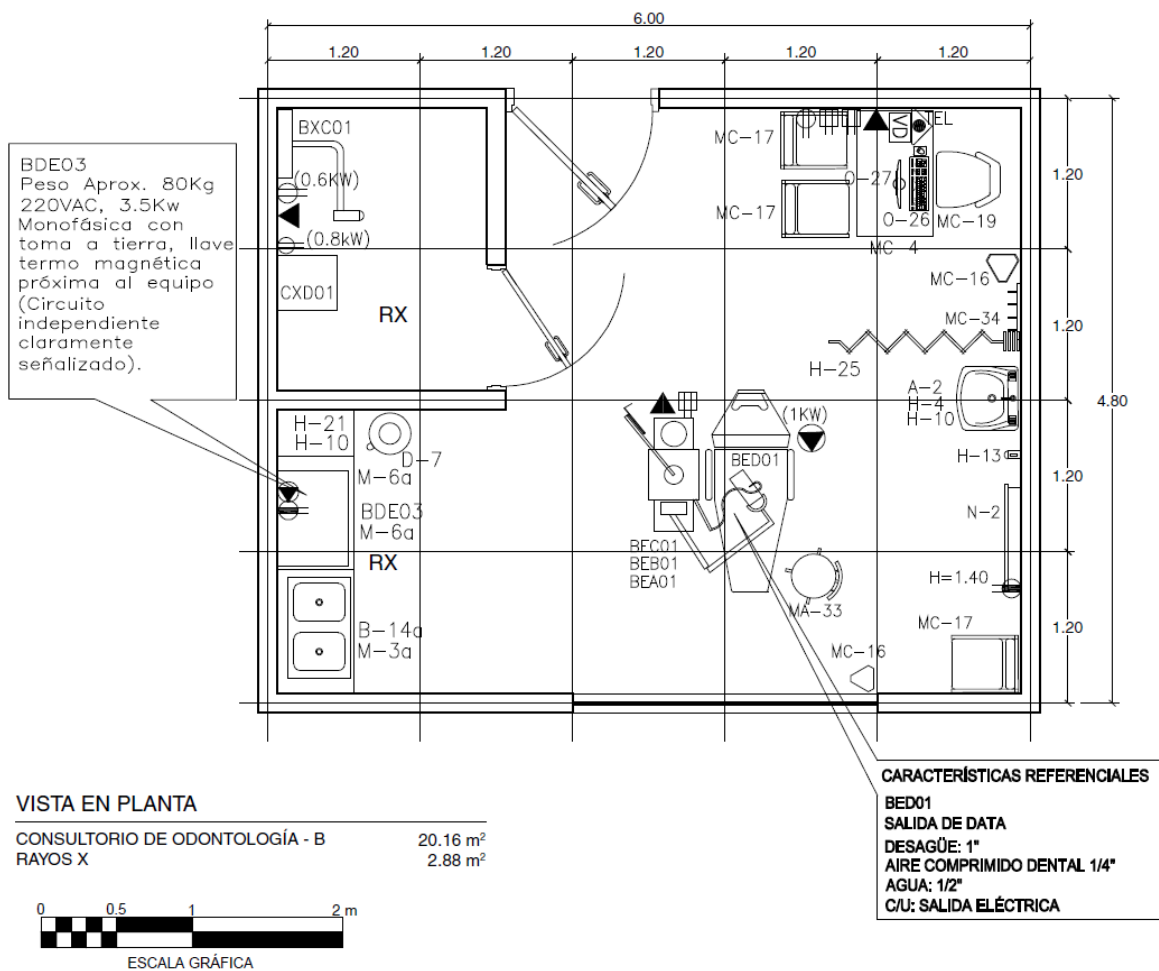 6.00
1.20 1.20 1.20 1.20 1.20
BDE03
Peso Aprox. 80Kg
220VAC, 3.5Kw
Monofásica con
toma a tierra, llave
termo magnética
próxima al equipo
(Circuito
independiente
claramente
señalizado).
BXC01
(0.6KW)
(0.8kW)
CXD01
RX
MC-17
MC-17
VD
TEL
O-27
O-26
MC-19
MC-4
MC-16
MC-34
H-25
A-2
H-4
H-10
H-13
N-2
H=1.40
MC-17
1.20
1.20
1.20
1.20
4.80
H-21
H-10
D-7
M-6a
BDE03
M-6a
RX
B-14a
M-3a
(1KW)
BED01
BEC01
BEB01
BEA01
MA-33
MC-16
CARACTERÍSTICAS REFERENCIALES
BED01
SALIDA DE DATA
DESAGÜE: 1"
AIRE COMPRIMIDO DENTAL 1/4"
AGUA: 1/2"
C/U: SALIDA ELÉCTRICA
VISTA EN PLANTA
CONSULTORIO DE ODONTOLOGÍA - B 20.16 m²
RAYOS X 2.88 m²
0 0.5 1 2 m
ESCALA GRÁFICA